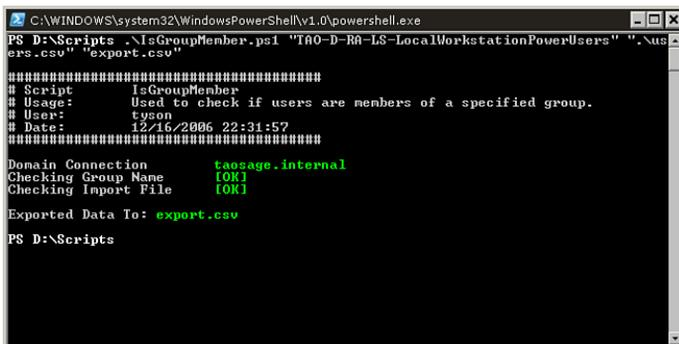 C:\WINDOWS\system32\WindowsPowerShell\v1.0\powershell.exe
PS D:\Scripts .\IsGroupMember.ps1 "TAO-D-RA-LS-LocalWorkstationPowerUsers" ".\us
ers.csv" "export.csv"
########################################
# Script IsGroupMember
# Usage: Used to check if users are members of a specified group.
# User: tyson
# Date: 12/16/2006 22:31:57
########################################
Domain Connection taosage.internal
Checking Group Name [OK]
Checking Import File [OK]
Exported Data To: export.csv
PS D:\Scripts